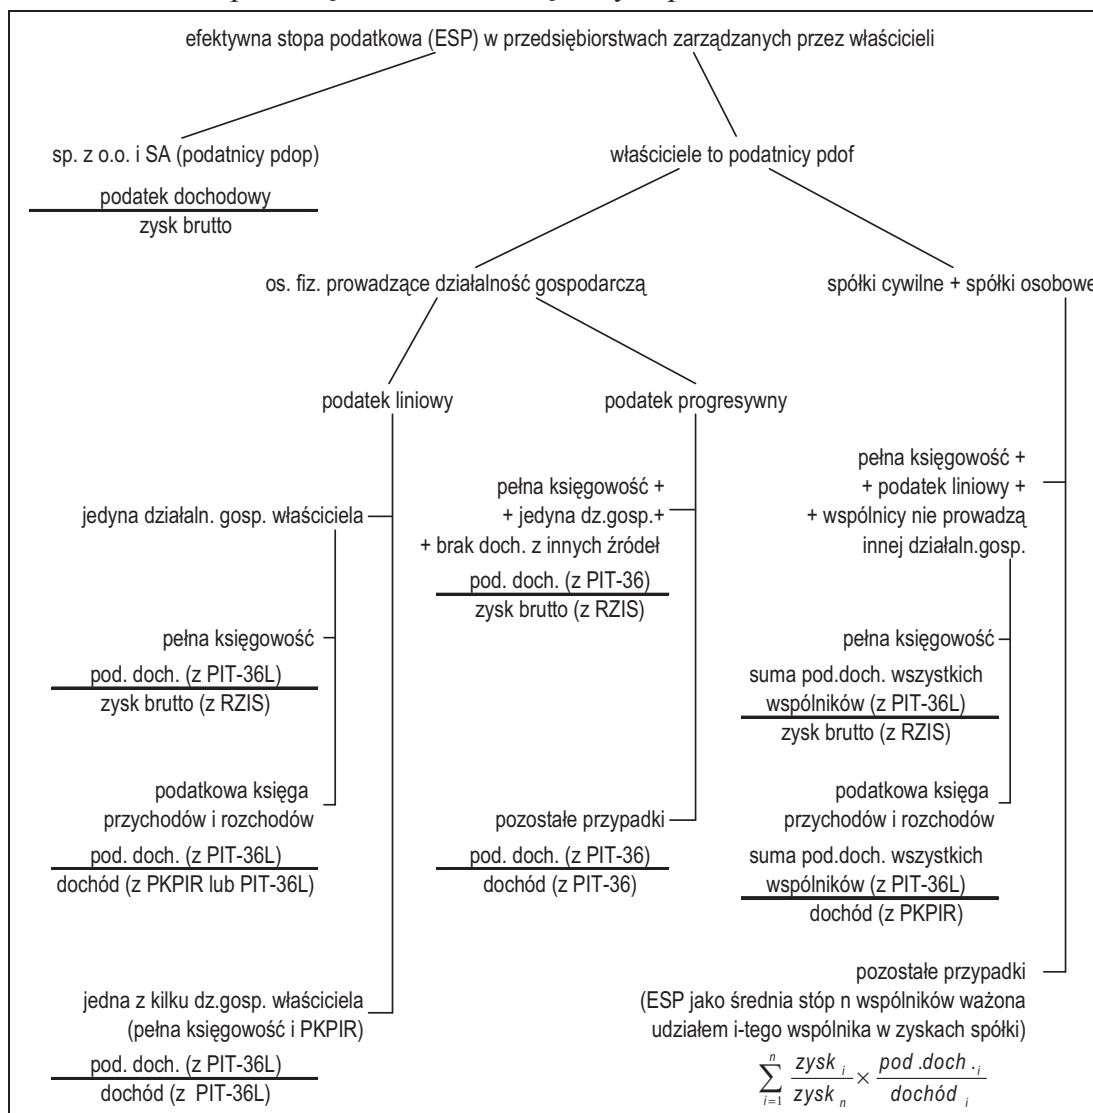 efektywna stopa podatkowa (ESP) w przedsiębiorstwach zarządzanych przez właścicieli
sp. z o.o. i SA (podatnicy pdop)
podatek dochodowy
zysk brutto
właściciele to podatnicy pdof
os. fiz. prowadzące działalność gospodarczą
spółki cywilne + spółki osobowe
podatek liniowy
podatek progresywny
jedyna działaln. gosp. właściciela
pełna księgowość
pod. doch. (z PIT-36L)
zysk brutto (z RZIS)
podatkowa księga
przychodów i rozchodów
pod. doch. (z PIT-36L)
dochód (z PKPIR lub PIT-36L)
jedna z kilku dz.gosp. właściciela
(pełna księgowość i PKPIR)
pod. doch. (z PIT-36L)
dochód (z PIT-36L)
pełna księgowość +
+ jedyna dz.gosp.+
+ brak doch. z innych źródeł
pod. doch. (z PIT-36)
zysk brutto (z RZIS)
pozostałe przypadki
pod. doch. (z PIT-36)
dochód (z PIT-36)
pełna księgowość +
+ podatek liniowy +
+ wspólnicy nie prowadzą
innej działaln.gosp.
pełna księgowość
suma pod.doch. wszystkich
wspólników (z PIT-36L)
zysk brutto (z RZIS)
podatkowa księga
przychodów i rozchodów
suma pod.doch. wszystkich
wspólników (z PIT-36L)
dochód (z PKPIR)
pozostałe przypadki
(ESP jako średnia stóp n wspólników ważona
udziałem i-tego wspólnika w zyskach spółki)
∑ⁿᵢ₌₁ zysk ᵢ / zysk ₙ × pod .doch .ᵢ / dochód ᵢ